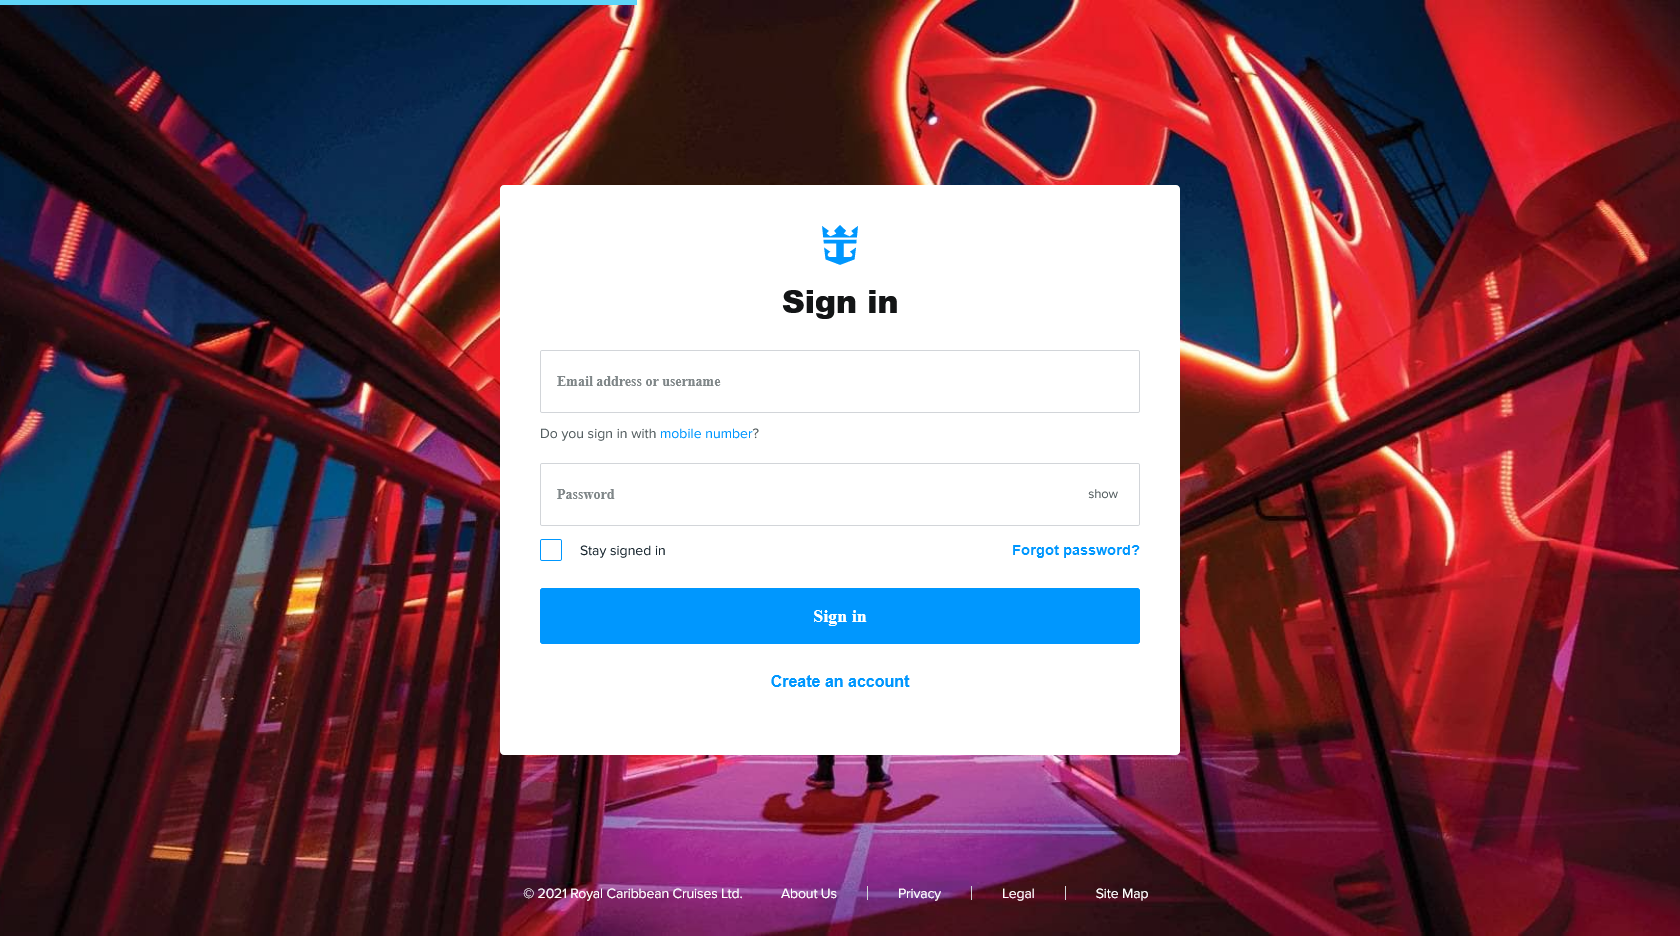 Sign in
Email address or username
Do you sign in with mobile number?
Password show
Stay signed in Forgot password?
Sign in
Create an account
© 2021 Royal Caribbean Cruises Ltd. About Us | Privacy | Legal | Site Map